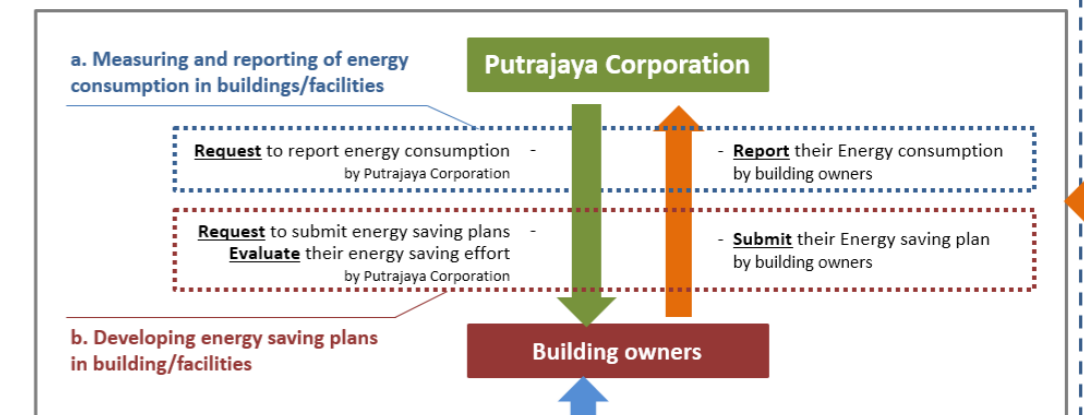 a. Measuring and reporting of energy
consumption in buildings/facilities
Putrajaya Corporation
Request to report energy consumption -
by Putrajaya Corporation
- Report their Energy consumption
by building owners
Request to submit energy saving plans -
Evaluate their energy saving effort
by Putrajaya Corporation
- Submit their Energy saving plan
by building owners
b. Developing energy saving plans
in building/facilities
Building owners